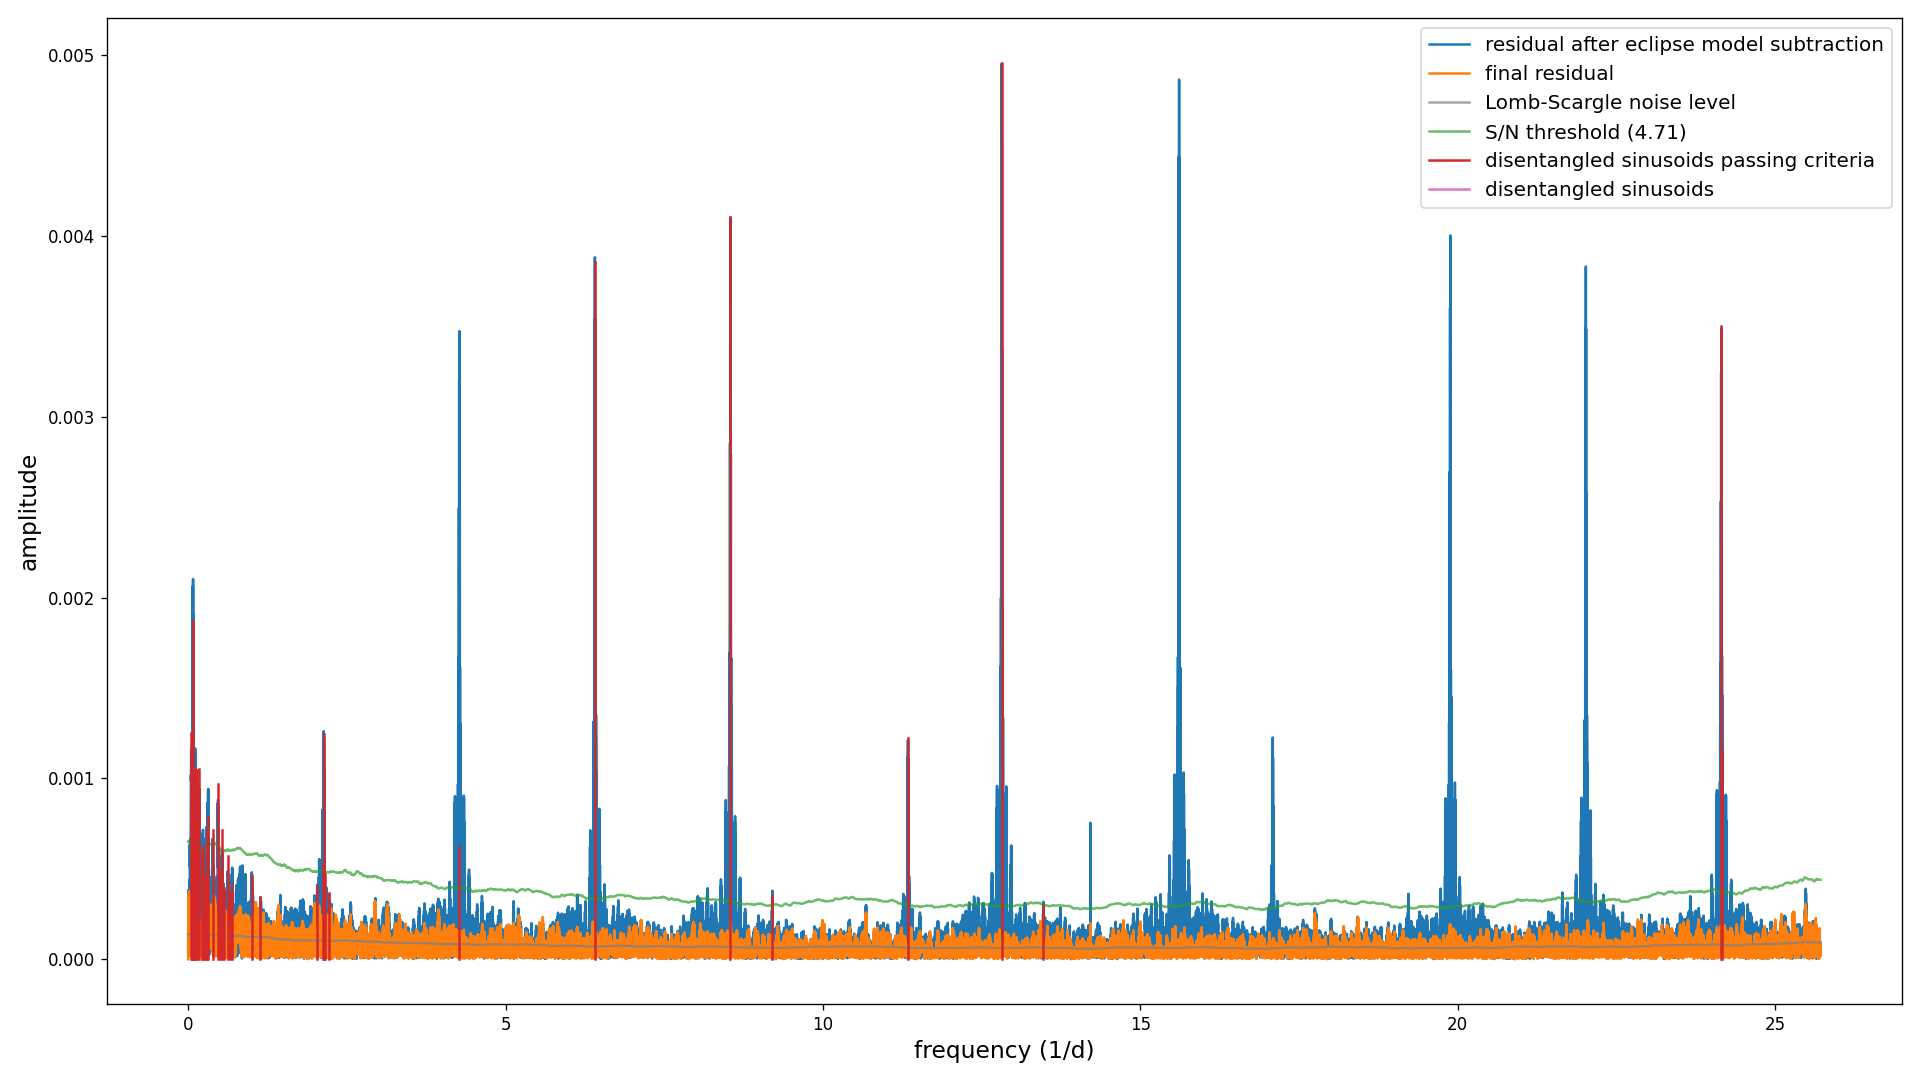 residual after eclipse model subtraction
final residual
Lomb-Scargle noise level
S/N threshold (4.71)
disentangled sinusoids passing criteria
disentangled sinusoids
0.005
0.004
0.003
0.002
0.001
0.000
amplitude
0
5
10
15
20
25
frequency (1/d)